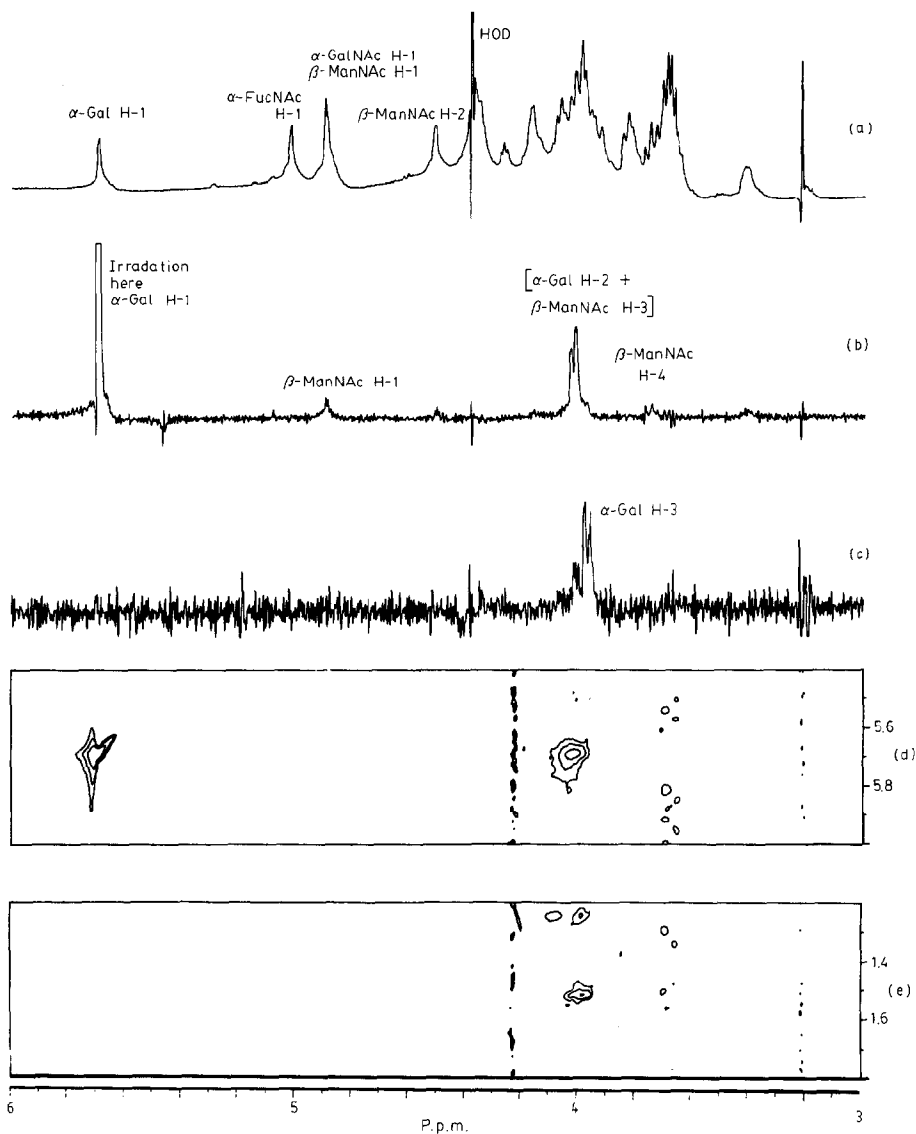 HOD
α-GalNAc H-1
β-ManNAc H-1
α-FucNAc
H-1
β-ManNAc H-2
α-Gal H-1
(a)
Irradation
here
α-Gal H-1
[α-Gal H-2 +
β-ManNAc H-3]
β-ManNAc
H-4
β-ManNAc H-1
(b)
α-Gal H-3
(c)
5.6
(d)
5.8
1.4
(e)
1.6
6 5 4 3
P.p.m.